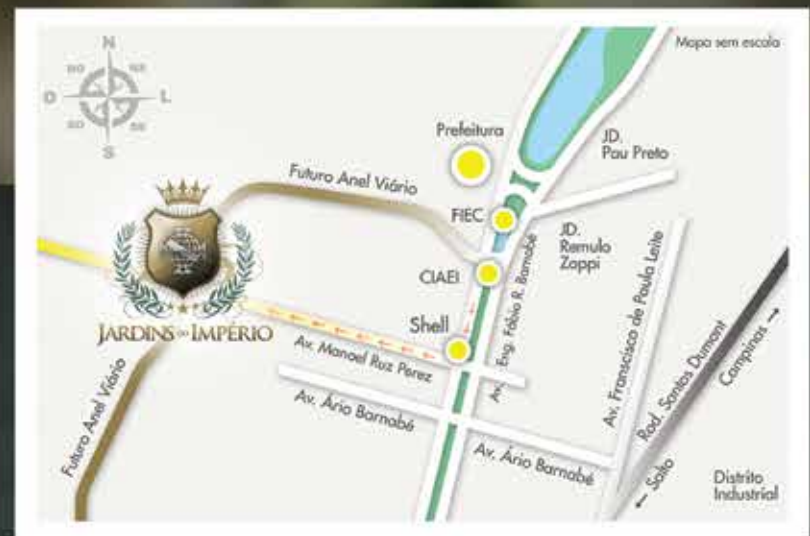 Mapa sem escala
N
NO NE
O L
SO SE
S
Prefeitura
JD.
Pau Preto
Futuro Anel Viário
FIEC
JD.
Remulo
Zappi
CIAEI
Av. Eng. Fábio R. Barnabé
Av. Franscisco de Paula Leite
Shell
JARDINS DO IMPÉRIO
Av. Manoel Ruz Perez
Rod. Santos Dumont
Campinas →
Futuro Anel Viário
Av. Ário Barnabé
Av. Ário Barnabé
← Salto
Distrito
Industrial